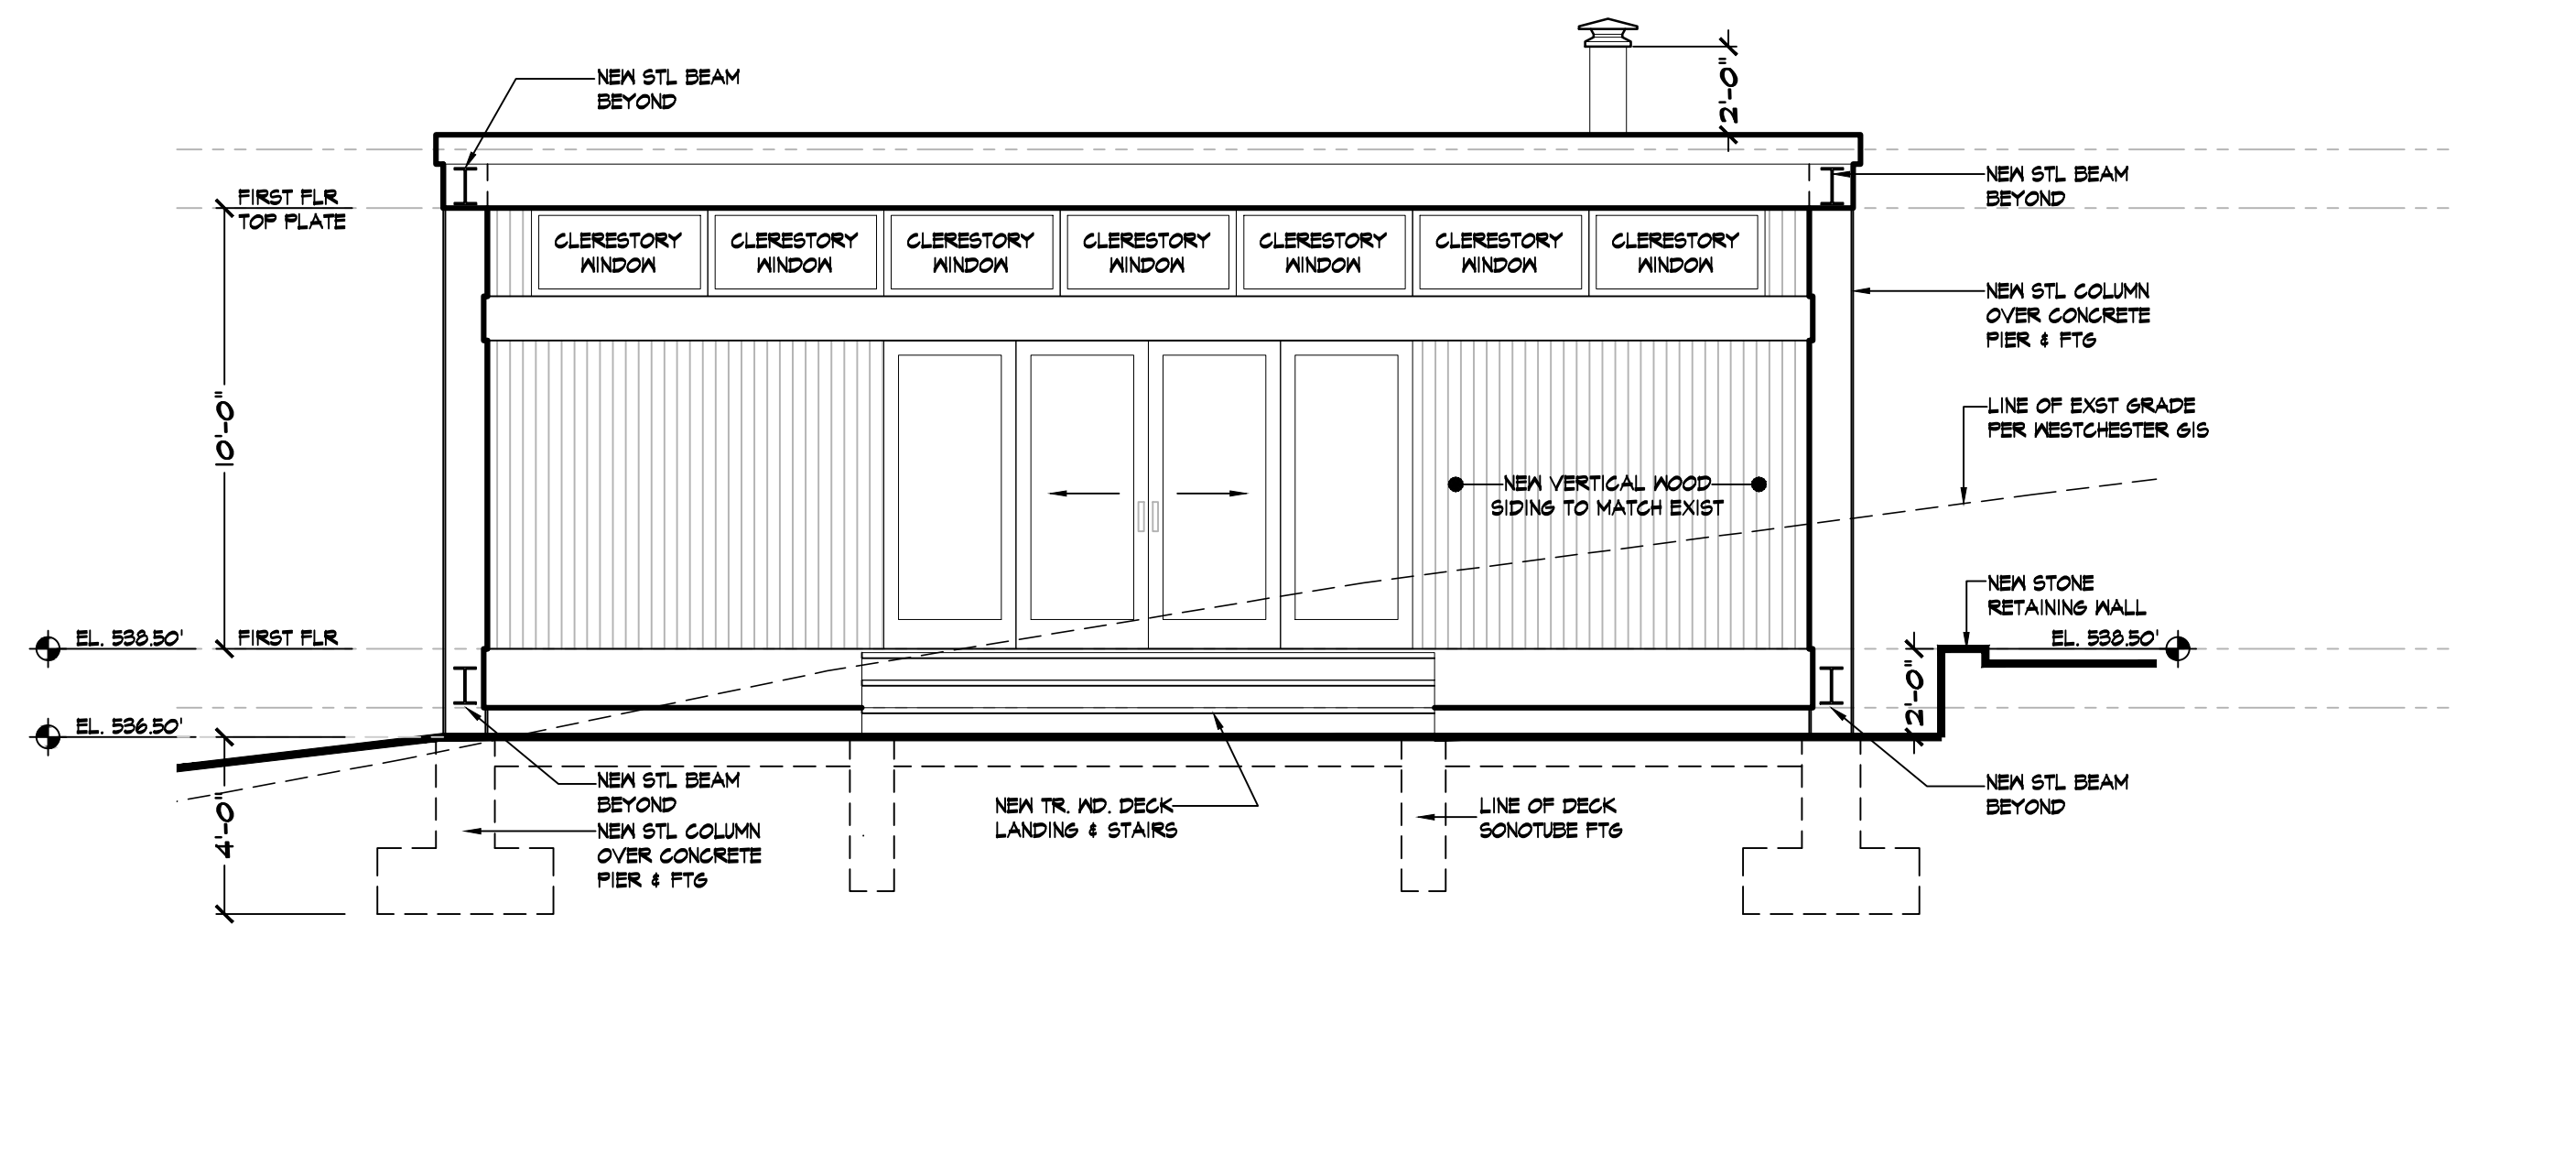 2'-0"
NEW STL BEAM
BEYOND
NEW STL BEAM
BEYOND
FIRST FLR
TOP PLATE
CLERESTORY
WINDOW
CLERESTORY
WINDOW
CLERESTORY
WINDOW
CLERESTORY
WINDOW
CLERESTORY
WINDOW
CLERESTORY
WINDOW
CLERESTORY
WINDOW
NEW STL COLUMN
OVER CONCRETE
PIER & FTG
10'-0"
LINE OF EXST GRADE
PER WESTCHESTER GIS
NEW VERTICAL WOOD
SIDING TO MATCH EXIST
NEW STONE
RETAINING WALL
EL. 538.50'
FIRST FLR
EL. 538.50'
2'-0"
EL. 536.50'
4'-0"
NEW STL BEAM
BEYOND
NEW STL COLUMN
OVER CONCRETE
PIER & FTG
NEW TR. WD. DECK
LANDING & STAIRS
LINE OF DECK
SONOTUBE FTG
NEW STL BEAM
BEYOND